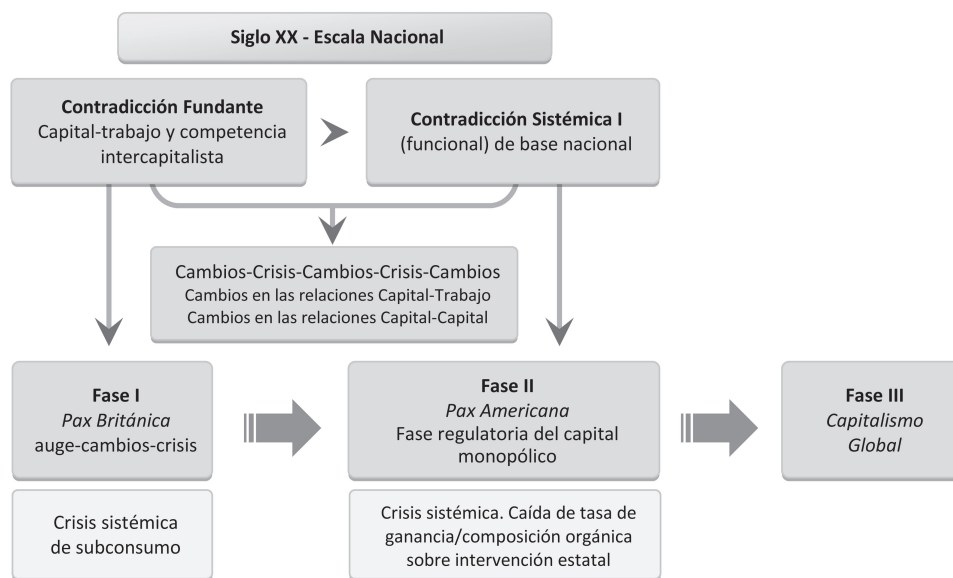 Siglo XX - Escala Nacional
Contradicción Fundante
Capital-trabajo y competencia
intercapitalista
Contradicción Sistémica I
(funcional) de base nacional
Cambios-Crisis-Cambios-Crisis-Cambios
Cambios en las relaciones Capital-Trabajo
Cambios en las relaciones Capital-Capital
Fase I
Pax Británica
auge-cambios-crisis
Fase II
Pax Americana
Fase regulatoria del capital
monopólico
Fase III
Capitalismo
Global
Crisis sistémica
de subconsumo
Crisis sistémica. Caída de tasa de
ganancia/composición orgánica
sobre intervención estatal